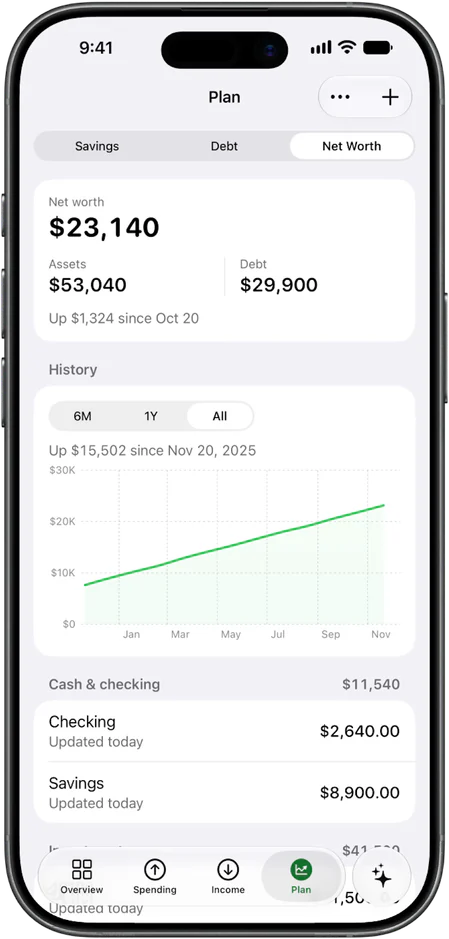 9:41
Plan
Savings Debt Net Worth
Net worth
$23,140
Assets Debt
$53,040 $29,900
Up $1,324 since Oct 20
History
6M 1Y All
Up $15,502 since Nov 20, 2025
$30K
$20K
$10K
$0
Jan Mar May Jul Sep Nov
Cash & checking $11,540
Checking $2,640.00
Updated today
Savings $8,900.00
Updated today
Overview Spending Income Plan
Updated today